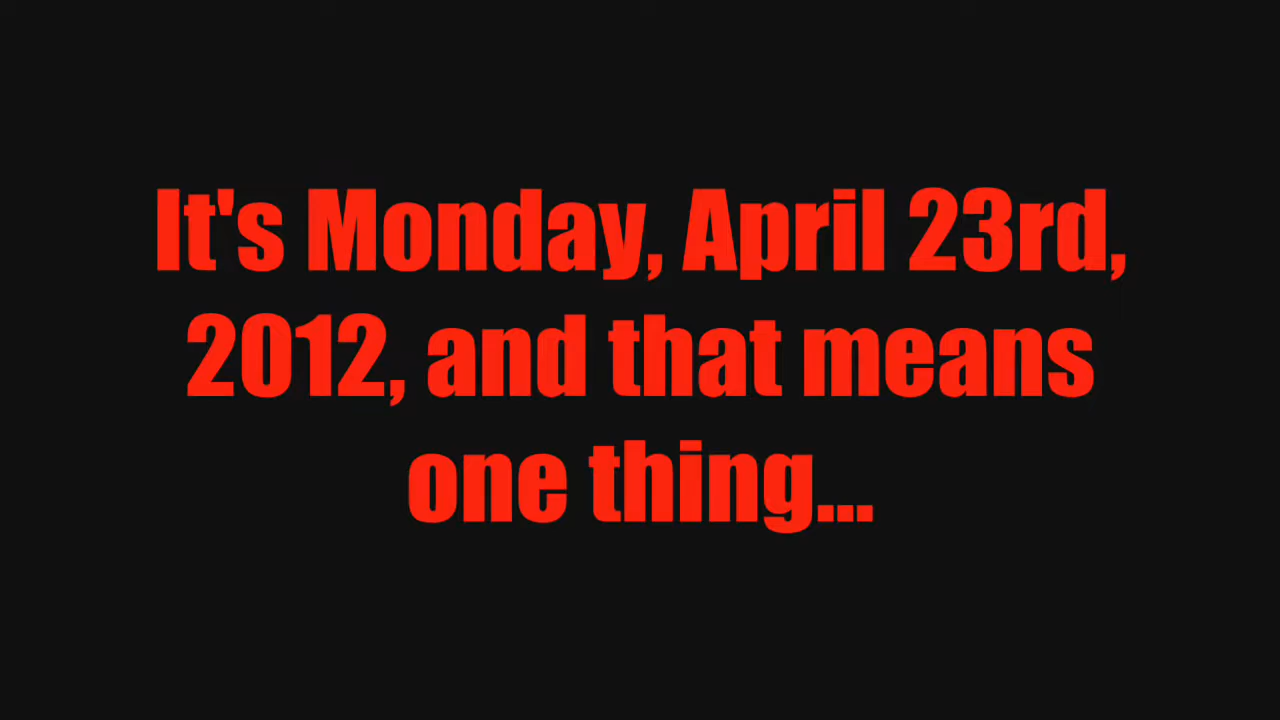 It's Monday, April 23rd,
2012, and that means
one thing...